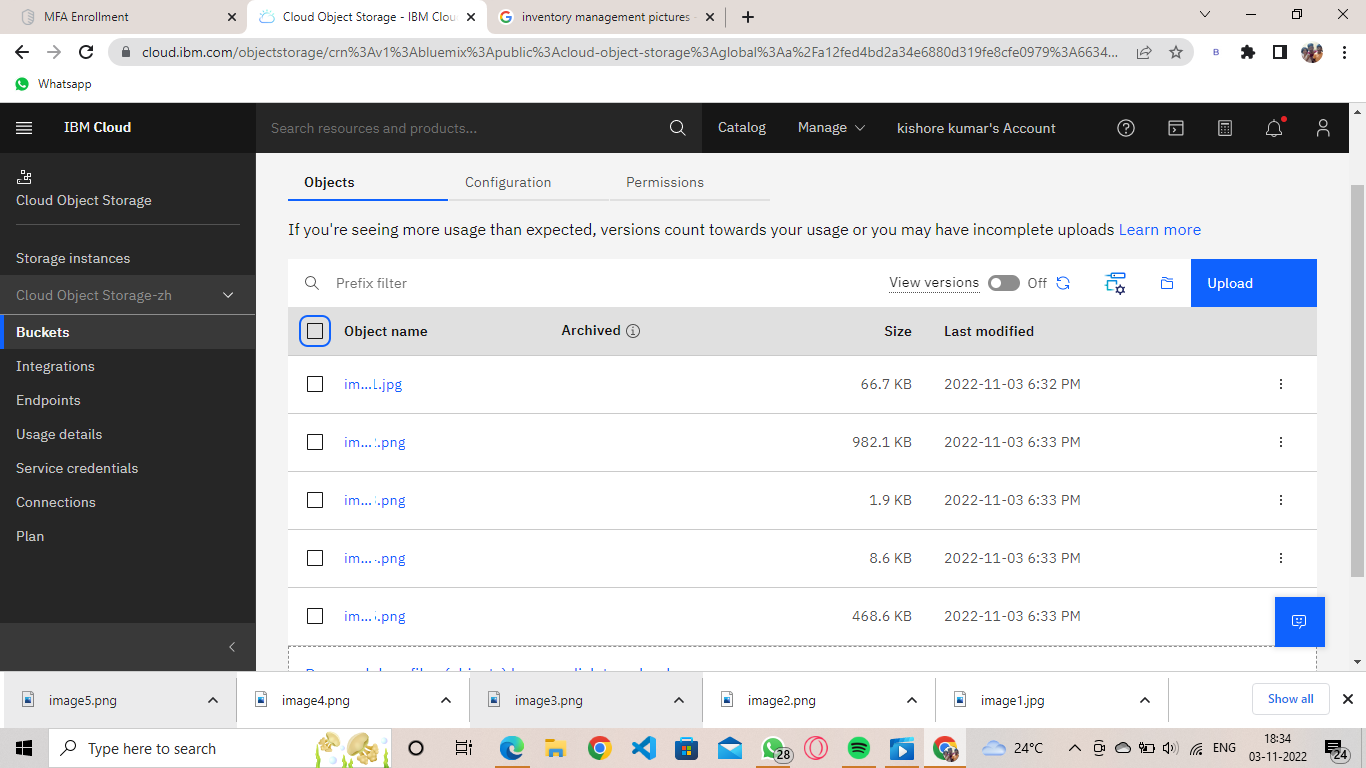 MFA Enrollment
Cloud Object Storage - IBM Clou
inventory management pictures
cloud.ibm.com/objectstorage/crn%3Av1%3Abluemix%3Apublic%3Acloud-object-storage%3Aglobal%3Aa%2Fa12fed4bd2a34e6880d319fe8cfe0979%3A6634...
B
Whatsapp
IBM Cloud
Search resources and products...
Catalog
Manage
kishore kumar's Account
Cloud Object Storage
Storage instances
Cloud Object Storage-zh
Buckets
Integrations
Endpoints
Usage details
Service credentials
Connections
Plan
Objects Configuration Permissions
If you're seeing more usage than expected, versions count towards your usage or you may have incomplete uploads Learn more
Prefix filter View versions Off Upload
Object name Archived Size Last modified
im....jpg 66.7 KB 2022-11-03 6:32 PM
im....png 982.1 KB 2022-11-03 6:33 PM
im....png 1.9 KB 2022-11-03 6:33 PM
im....png 8.6 KB 2022-11-03 6:33 PM
im....png 468.6 KB 2022-11-03 6:33 PM
image5.png image4.png image3.png image2.png image1.jpg Show all
Type here to search
28
24°C
ENG
18:34
03-11-2022
24